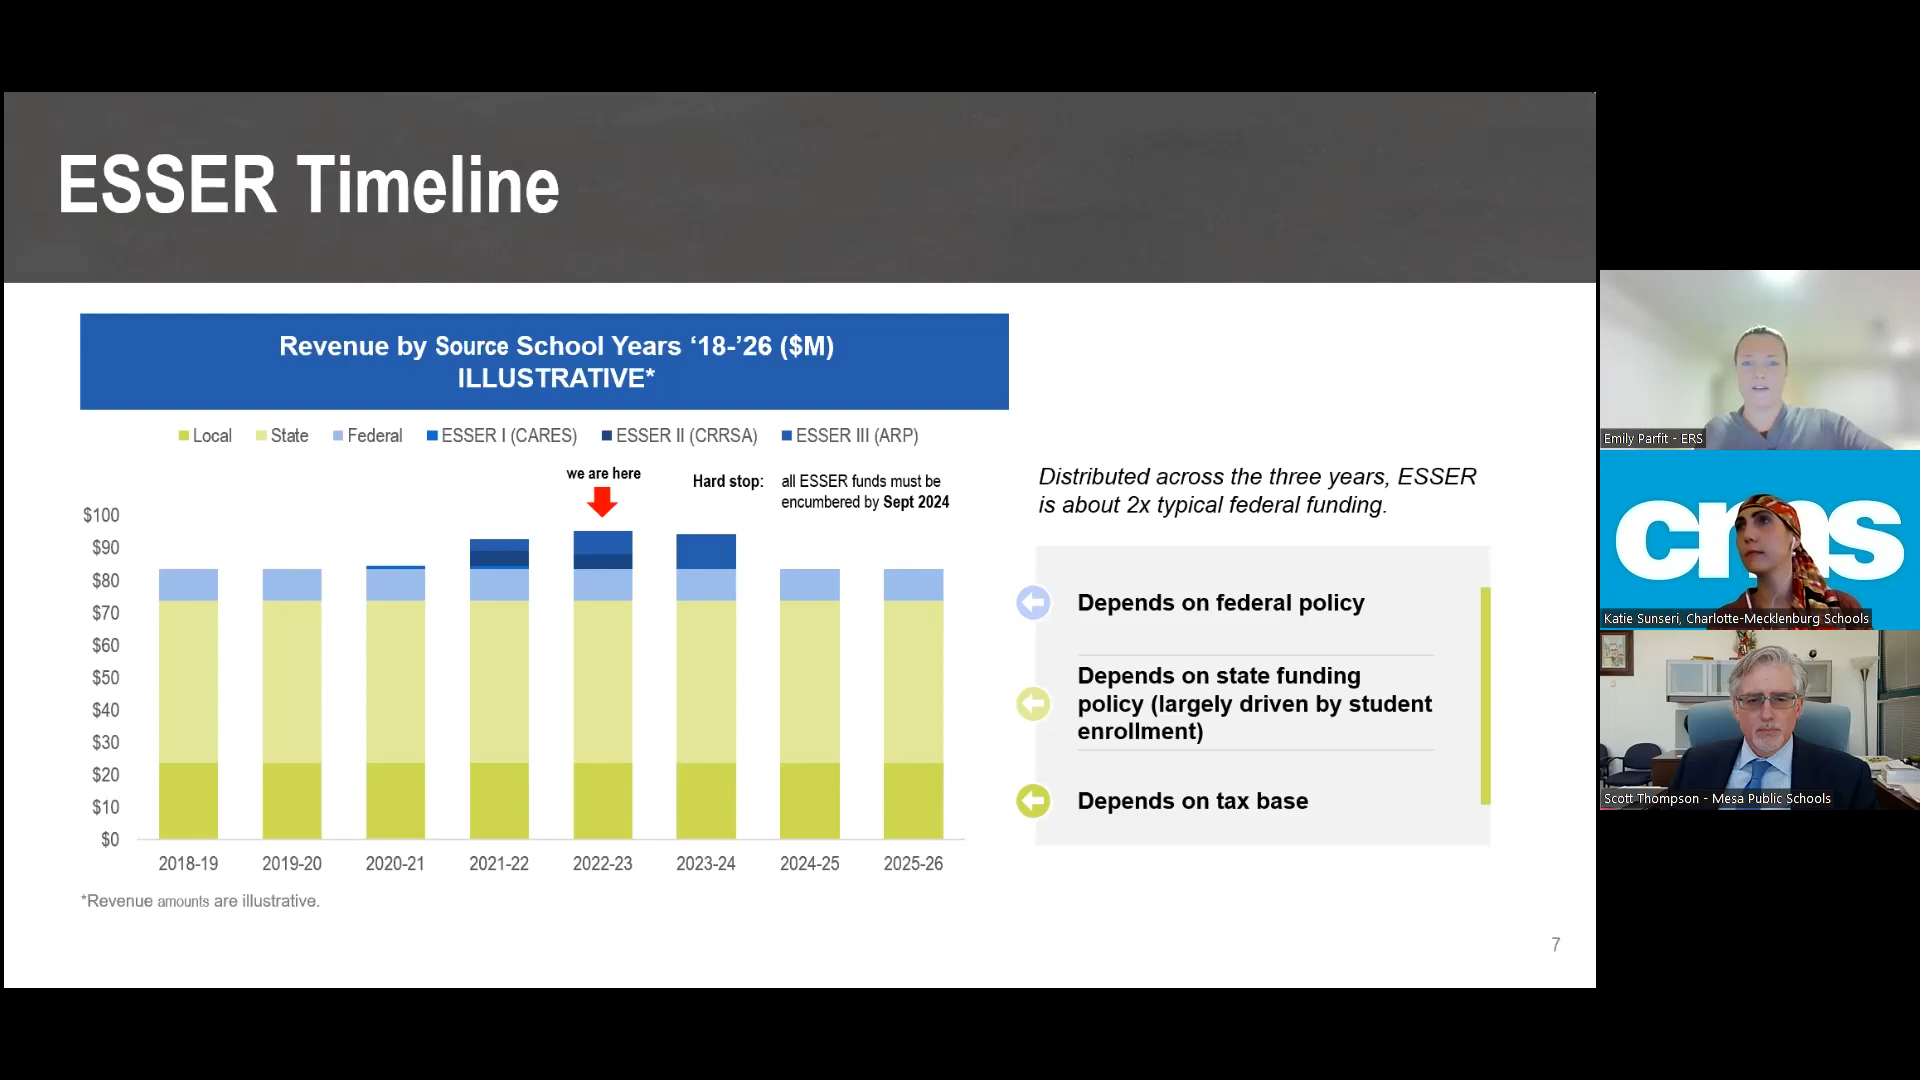 ESSER Timeline
Revenue by Source School Years ‘18-’26 ($M)
ILLUSTRATIVE*
Local State Federal ESSER I (CARES) ESSER II (CRRSA) ESSER III (ARP)
we are here
Hard stop: all ESSER funds must be
encumbered by Sept 2024
$100
$90
$80
$70
$60
$50
$40
$30
$20
$10
$0
2018-19 2019-20 2020-21 2021-22 2022-23 2023-24 2024-25 2025-26
*Revenue amounts are illustrative.
Distributed across the three years, ESSER
is about 2x typical federal funding.
Depends on federal policy
Depends on state funding
policy (largely driven by student
enrollment)
Depends on tax base
7
Emily Parfit - ERS
cms
Katie Sunseri, Charlotte-Mecklenburg Schools
Scott Thompson - Mesa Public Schools